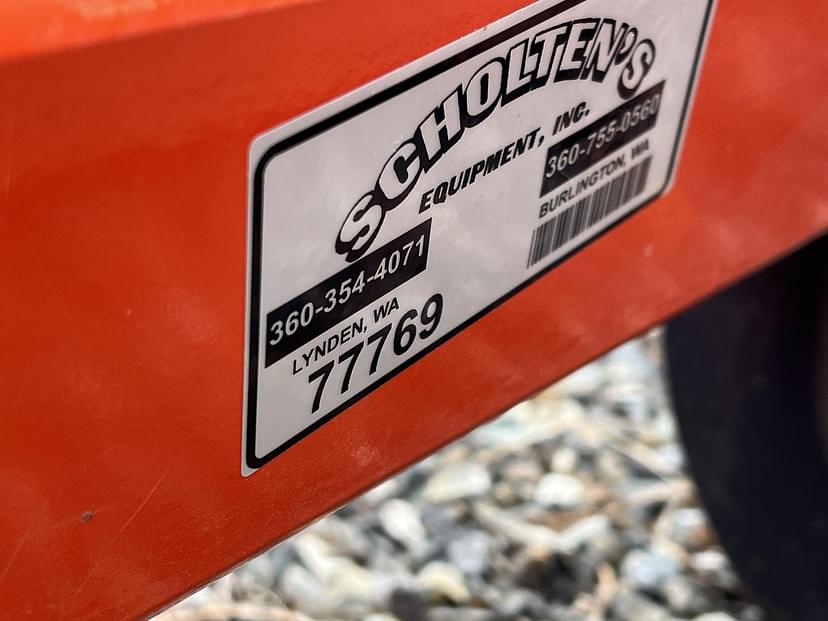 SCHOLTEN'S
EQUIPMENT, INC.
360-354-4071
LYNDEN, WA
360-755-0560
BURLINGTON, WA
77769